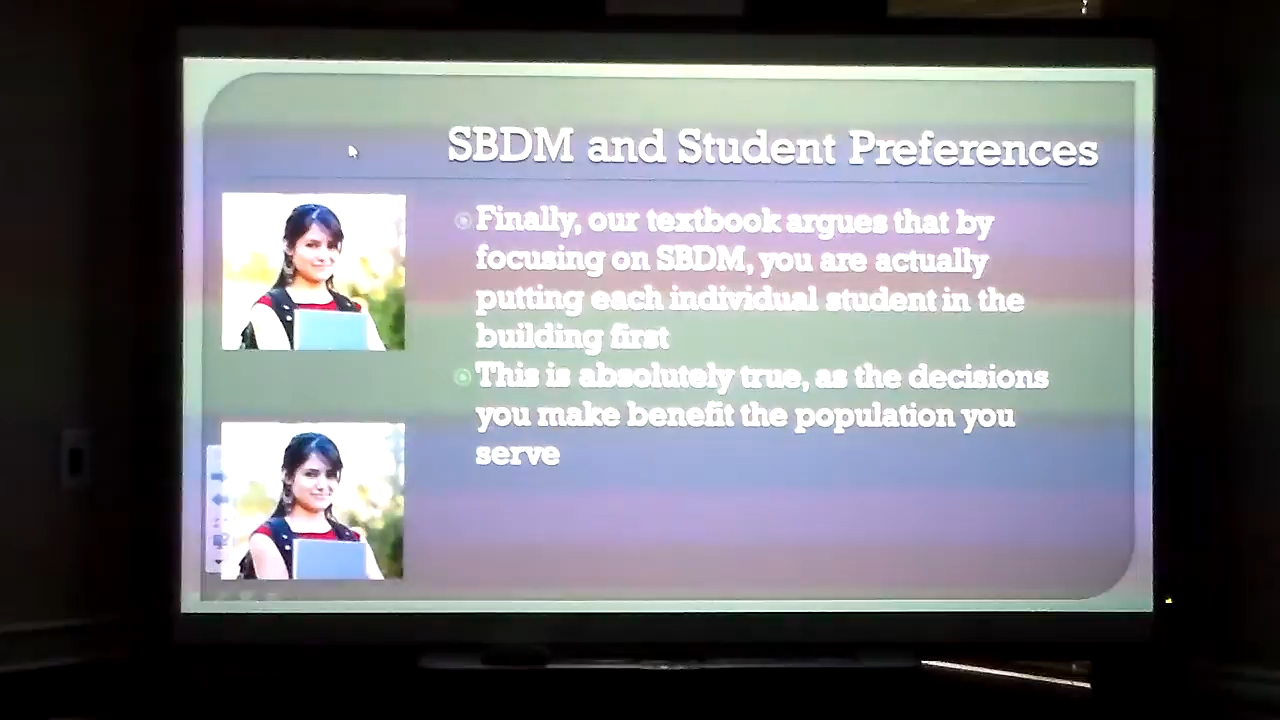 SBDM and Student Preferences
Finally, our textbook argues that by
focusing on SBDM, you are actually
putting each individual student in the
building first
This is absolutely true, as the decisions
you make benefit the population you
serve